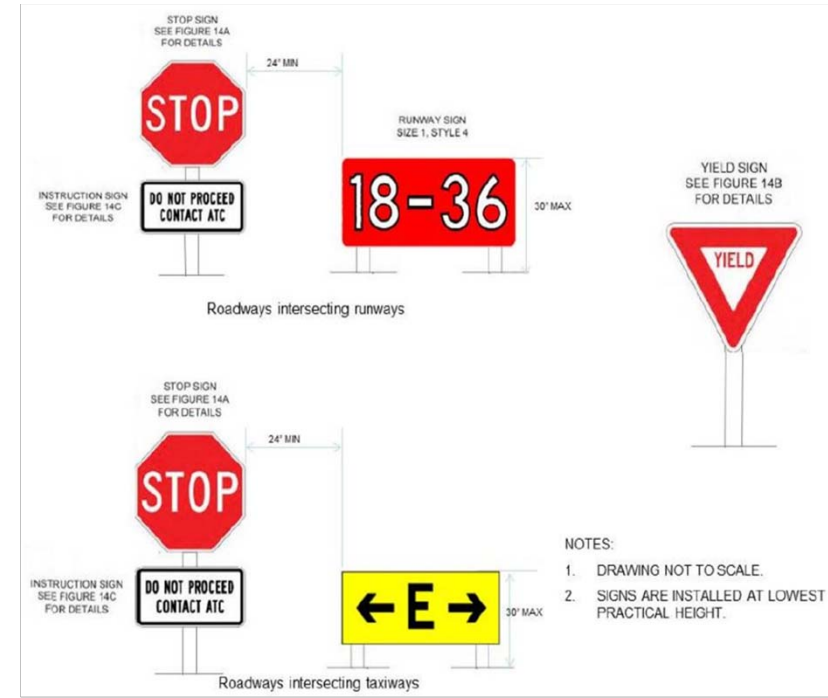 STOP SIGN
SEE FIGURE 14A
FOR DETAILS
24" MIN
STOP
RUNWAY SIGN
SIZE 1, STYLE 4
INSTRUCTION SIGN
SEE FIGURE 14C
FOR DETAILS
DO NOT PROCEED
CONTACT ATC
18-36
30" MAX
YIELD SIGN
SEE FIGURE 14B
FOR DETAILS
YIELD
Roadways intersecting runways
STOP SIGN
SEE FIGURE 14A
FOR DETAILS
24" MIN
STOP
INSTRUCTION SIGN
SEE FIGURE 14C
FOR DETAILS
DO NOT PROCEED
CONTACT ATC
←E→
30" MAX
Roadways intersecting taxiways
NOTES:
1. DRAWING NOT TO SCALE.
2. SIGNS ARE INSTALLED AT LOWEST
PRACTICAL HEIGHT.